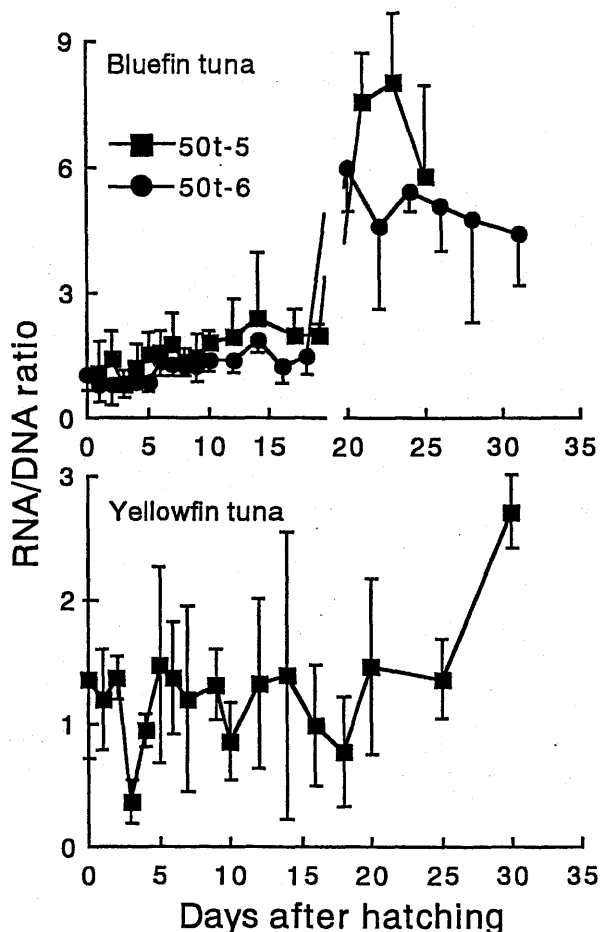 9
Bluefin tuna
50t-5
6
50t-6
3
0
0 5 10 15 20 25 30 35
RNA/DNA ratio
3
Yellowfin tuna
2
1
0
0 5 10 15 20 25 30 35
Days after hatching